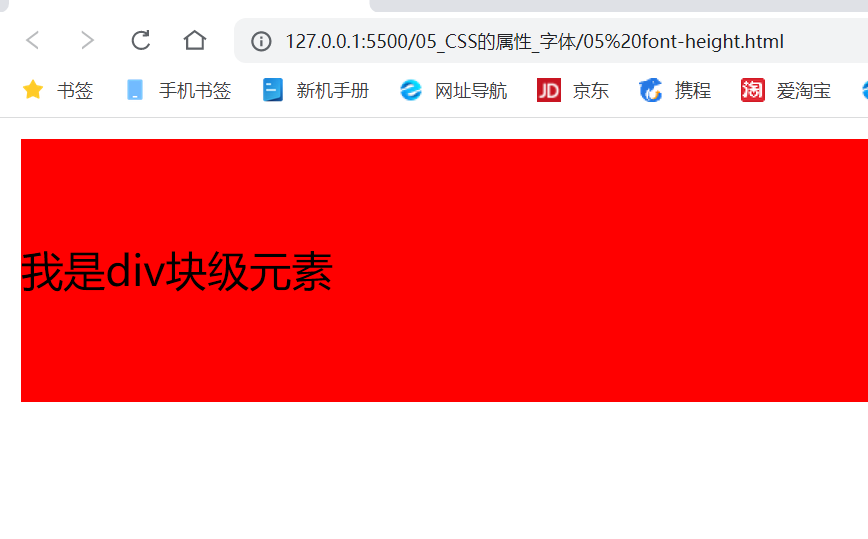 127.0.0.1:5500/05_CSS的属性_字体/05%20font-height.html
书签 手机书签 新机手册 网址导航 JD 京东 携程 淘 爱淘宝
我是div块级元素